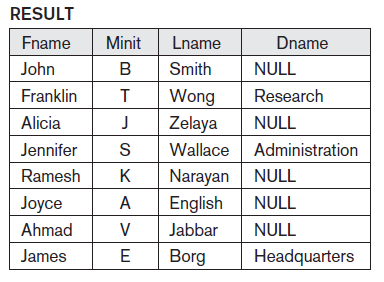 RESULT
Fname Minit Lname Dname
John B Smith NULL
Franklin T Wong Research
Alicia J Zelaya NULL
Jennifer S Wallace Administration
Ramesh K Narayan NULL
Joyce A English NULL
Ahmad V Jabbar NULL
James E Borg Headquarters